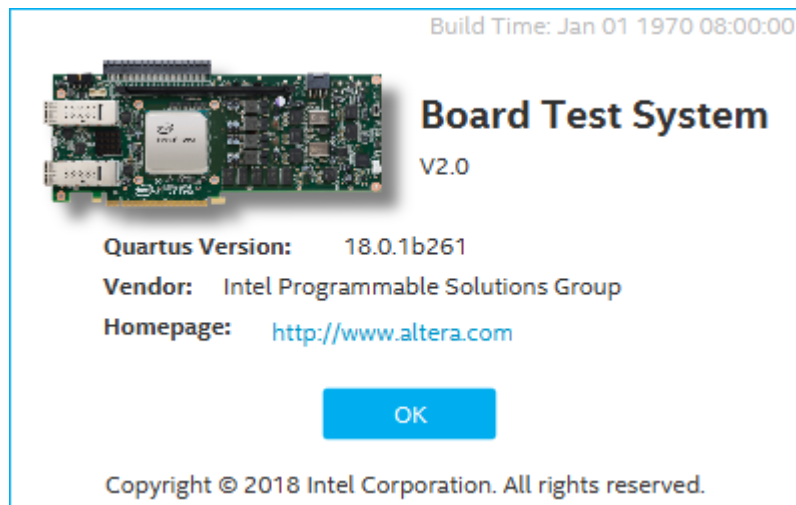 Build Time: Jan 01 1970 08:00:00
Board Test System
V2.0
Quartus Version: 18.0.1b261
Vendor: Intel Programmable Solutions Group
Homepage: http://www.altera.com
OK
Copyright © 2018 Intel Corporation. All rights reserved.